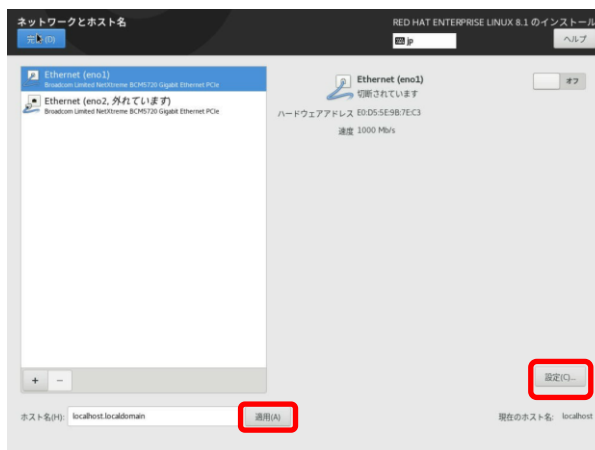 ネットワークとホスト名
RED HAT ENTERPRISE LINUX 8.1 のインストール
完了(D)
jp
ヘルプ
Ethernet (eno1)
Broadcom Limited NetXtreme BCM5720 Gigabit Ethernet PCIe
Ethernet (eno2, 外れています)
Broadcom Limited NetXtreme BCM5720 Gigabit Ethernet PCIe
Ethernet (eno1)
切断されています
オフ
ハードウェアアドレス E0:D5:5E:9B:7E:C3
速度 1000 Mb/s
+ −
設定(C)...
ホスト名(H): localhost.localdomain
適用(A)
現在のホスト名: localhost